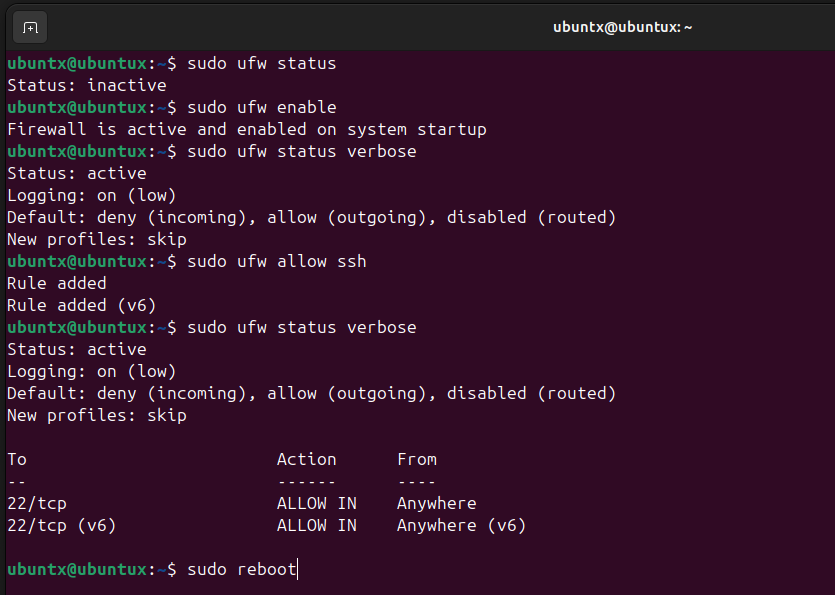 ubuntx@ubuntux: ~
ubuntx@ubuntux:~$ sudo ufw status
Status: inactive
ubuntx@ubuntux:~$ sudo ufw enable
Firewall is active and enabled on system startup
ubuntx@ubuntux:~$ sudo ufw status verbose
Status: active
Logging: on (low)
Default: deny (incoming), allow (outgoing), disabled (routed)
New profiles: skip
ubuntx@ubuntux:~$ sudo ufw allow ssh
Rule added
Rule added (v6)
ubuntx@ubuntux:~$ sudo ufw status verbose
Status: active
Logging: on (low)
Default: deny (incoming), allow (outgoing), disabled (routed)
New profiles: skip

To                         Action      From
--                         ------      ----
22/tcp                     ALLOW IN    Anywhere
22/tcp (v6)                ALLOW IN    Anywhere (v6)

ubuntx@ubuntux:~$ sudo reboot